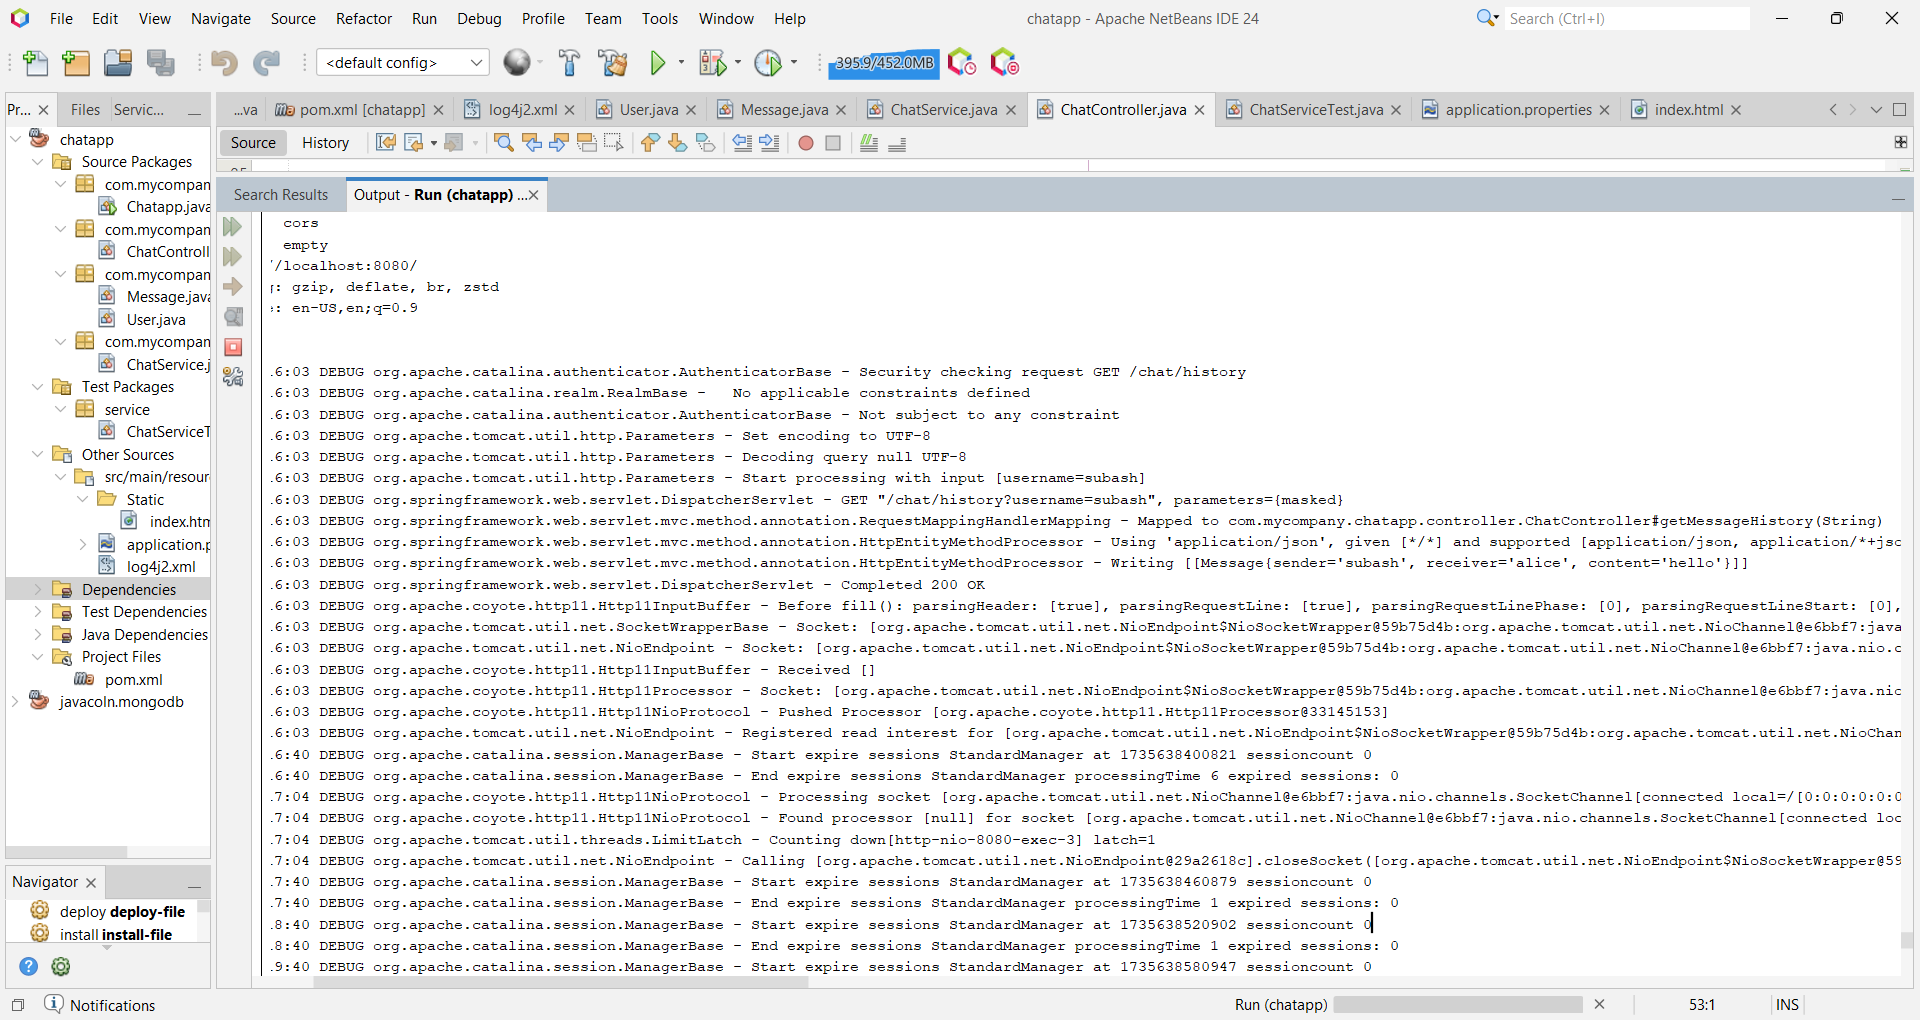 File Edit View Navigate Source Refactor Run Debug Profile Team Tools Window Help
chatapp - Apache NetBeans IDE 24
Search (Ctrl+I)
<default config>
395.9/452.0MB
Pr...
Files
Servic...
...va
pom.xml [chatapp]
log4j2.xml
User.java
Message.java
ChatService.java
ChatController.java
ChatServiceTest.java
application.properties
index.html
Source
History
chatapp
Source Packages
com.mycompan
Chatapp.java
com.mycompan
ChatControll
com.mycompan
Message.java
User.java
com.mycompan
ChatService.j
Test Packages
service
ChatServiceT
Other Sources
src/main/resour
Static
index.htm
application.p
log4j2.xml
Dependencies
Test Dependencies
Java Dependencies
Project Files
pom.xml
javacoln.mongodb
Navigator
deploy deploy-file
install install-file
Search Results
Output - Run (chatapp) ...
cors
empty
/localhost:8080/
: gzip, deflate, br, zstd
: en-US,en;q=0.9
.6:03 DEBUG org.apache.catalina.authenticator.AuthenticatorBase - Security checking request GET /chat/history
.6:03 DEBUG org.apache.catalina.realm.RealmBase -   No applicable constraints defined
.6:03 DEBUG org.apache.catalina.authenticator.AuthenticatorBase - Not subject to any constraint
.6:03 DEBUG org.apache.tomcat.util.http.Parameters - Set encoding to UTF-8
.6:03 DEBUG org.apache.tomcat.util.http.Parameters - Decoding query null UTF-8
.6:03 DEBUG org.apache.tomcat.util.http.Parameters - Start processing with input [username=subash]
.6:03 DEBUG org.springframework.web.servlet.DispatcherServlet - GET "/chat/history?username=subash", parameters={masked}
.6:03 DEBUG org.springframework.web.servlet.mvc.method.annotation.RequestMappingHandlerMapping - Mapped to com.mycompany.chatapp.controller.ChatController#getMessageHistory(String)
.6:03 DEBUG org.springframework.web.servlet.mvc.method.annotation.HttpEntityMethodProcessor - Using 'application/json', given [*/*] and supported [application/json, application/*+jsc
.6:03 DEBUG org.springframework.web.servlet.mvc.method.annotation.HttpEntityMethodProcessor - Writing [[Message{sender='subash', receiver='alice', content='hello'}]]
.6:03 DEBUG org.springframework.web.servlet.DispatcherServlet - Completed 200 OK
.6:03 DEBUG org.apache.coyote.http11.Http11InputBuffer - Before fill(): parsingHeader: [true], parsingRequestLine: [true], parsingRequestLinePhase: [0], parsingRequestLineStart: [0],
.6:03 DEBUG org.apache.tomcat.util.net.SocketWrapperBase - Socket: [org.apache.tomcat.util.net.NioEndpoint$NioSocketWrapper@59b75d4b:org.apache.tomcat.util.net.NioChannel@e6bbf7:java
.6:03 DEBUG org.apache.tomcat.util.net.NioEndpoint - Socket: [org.apache.tomcat.util.net.NioEndpoint$NioSocketWrapper@59b75d4b:org.apache.tomcat.util.net.NioChannel@e6bbf7:java.nio.c
.6:03 DEBUG org.apache.coyote.http11.Http11InputBuffer - Received []
.6:03 DEBUG org.apache.coyote.http11.Http11Processor - Socket: [org.apache.tomcat.util.net.NioEndpoint$NioSocketWrapper@59b75d4b:org.apache.tomcat.util.net.NioChannel@e6bbf7:java.nic
.6:03 DEBUG org.apache.coyote.http11.Http11NioProtocol - Pushed Processor [org.apache.coyote.http11.Http11Processor@33145153]
.6:03 DEBUG org.apache.tomcat.util.net.NioEndpoint - Registered read interest for [org.apache.tomcat.util.net.NioEndpoint$NioSocketWrapper@59b75d4b:org.apache.tomcat.util.net.NioChan
.6:40 DEBUG org.apache.catalina.session.ManagerBase - Start expire sessions StandardManager at 1735638400821 sessioncount 0
.6:40 DEBUG org.apache.catalina.session.ManagerBase - End expire sessions StandardManager processingTime 6 expired sessions: 0
.7:04 DEBUG org.apache.coyote.http11.Http11NioProtocol - Processing socket [org.apache.tomcat.util.net.NioChannel@e6bbf7:java.nio.channels.SocketChannel[connected local=/[0:0:0:0:0:0
.7:04 DEBUG org.apache.coyote.http11.Http11NioProtocol - Found processor [null] for socket [org.apache.tomcat.util.net.NioChannel@e6bbf7:java.nio.channels.SocketChannel[connected loc
.7:04 DEBUG org.apache.tomcat.util.threads.LimitLatch - Counting down[http-nio-8080-exec-3] latch=1
.7:04 DEBUG org.apache.tomcat.util.net.NioEndpoint - Calling [org.apache.tomcat.util.net.NioEndpoint@29a2618c].closeSocket([org.apache.tomcat.util.net.NioEndpoint$NioSocketWrapper@59
.7:40 DEBUG org.apache.catalina.session.ManagerBase - Start expire sessions StandardManager at 1735638460879 sessioncount 0
.7:40 DEBUG org.apache.catalina.session.ManagerBase - End expire sessions StandardManager processingTime 1 expired sessions: 0
.8:40 DEBUG org.apache.catalina.session.ManagerBase - Start expire sessions StandardManager at 1735638520902 sessioncount 0
.8:40 DEBUG org.apache.catalina.session.ManagerBase - End expire sessions StandardManager processingTime 1 expired sessions: 0
.9:40 DEBUG org.apache.catalina.session.ManagerBase - Start expire sessions StandardManager at 1735638580947 sessioncount 0
Notifications
Run (chatapp)
53:1
INS